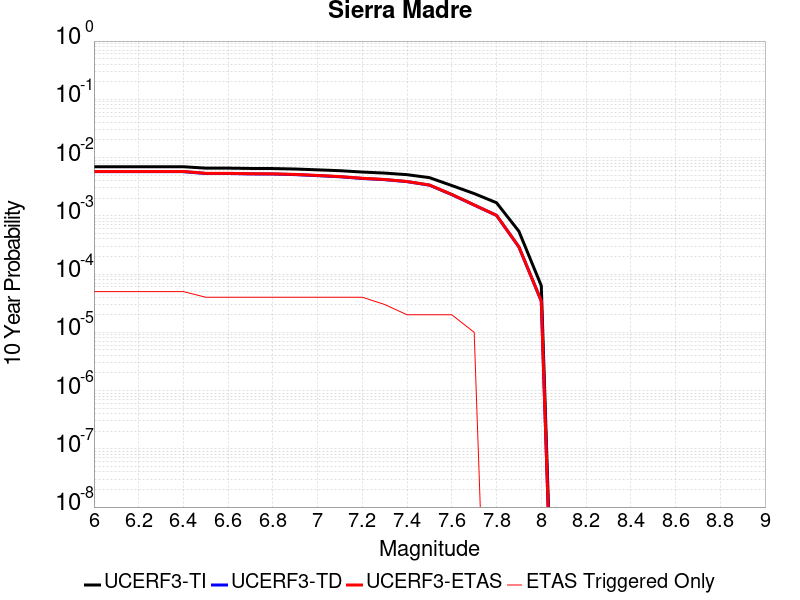 Sierra Madre
10 0
10 -1
10 -2
10 -3
10 -4
10 -5
10 -6
10 -7
10 -8
10 Year Probability
6 6.2 6.4 6.6 6.8 7 7.2 7.4 7.6 7.8 8 8.2 8.4 8.6 8.8 9
Magnitude
UCERF3-TI UCERF3-TD UCERF3-ETAS ETAS Triggered Only